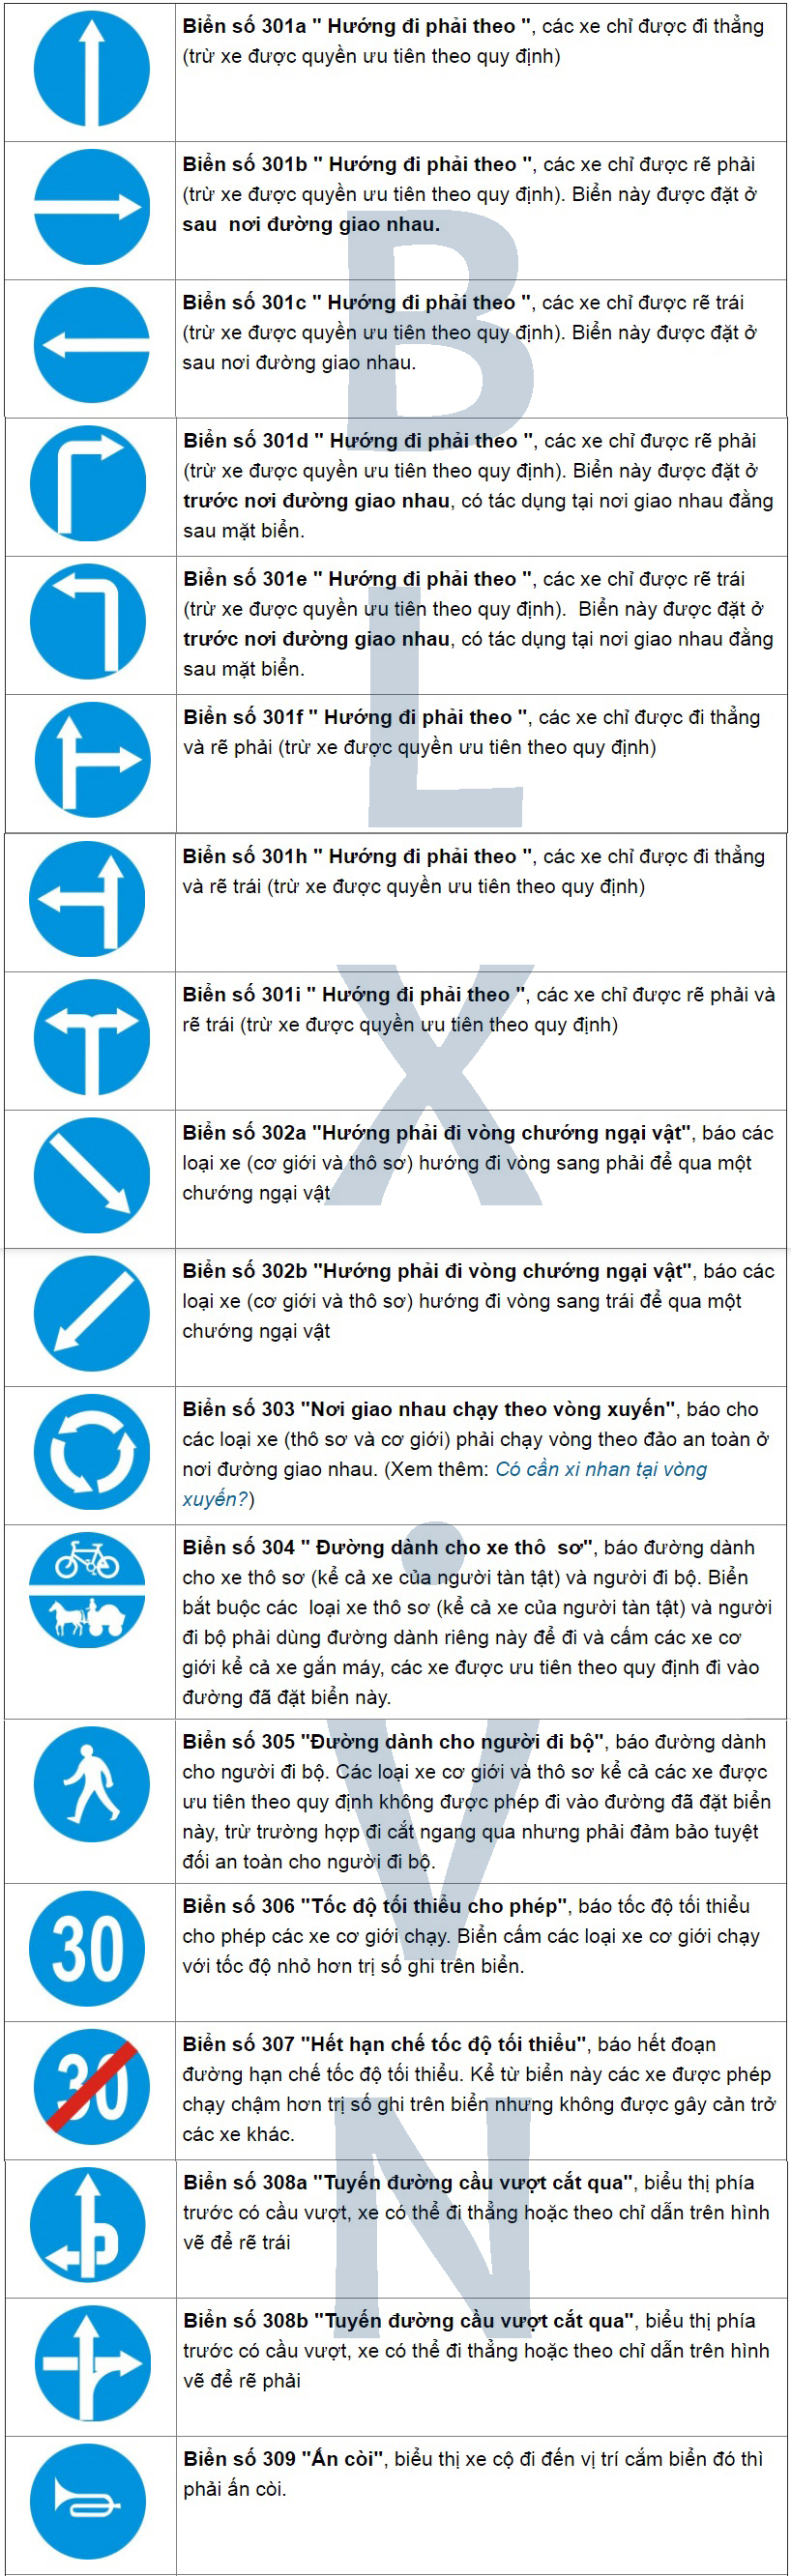 Biển số 301a " Hướng đi phải theo ", các xe chỉ được đi thẳng
(trừ xe được quyền ưu tiên theo quy định)
Biển số 301b " Hướng đi phải theo ", các xe chỉ được rẽ phải
(trừ xe được quyền ưu tiên theo quy định). Biển này được đặt ở
sau nơi đường giao nhau.
Biển số 301c " Hướng đi phải theo ", các xe chỉ được rẽ trái
(trừ xe được quyền ưu tiên theo quy định). Biển này được đặt ở
sau nơi đường giao nhau.
Biển số 301d " Hướng đi phải theo ", các xe chỉ được rẽ phải
(trừ xe được quyền ưu tiên theo quy định). Biển này được đặt ở
trước nơi đường giao nhau, có tác dụng tại nơi giao nhau đằng
sau mặt biển.
Biển số 301e " Hướng đi phải theo ", các xe chỉ được rẽ trái
(trừ xe được quyền ưu tiên theo quy định). Biển này được đặt ở
trước nơi đường giao nhau, có tác dụng tại nơi giao nhau đằng
sau mặt biển.
Biển số 301f " Hướng đi phải theo ", các xe chỉ được đi thẳng
và rẽ phải (trừ xe được quyền ưu tiên theo quy định)
Biển số 301h " Hướng đi phải theo ", các xe chỉ được đi thẳng
và rẽ trái (trừ xe được quyền ưu tiên theo quy định)
Biển số 301i " Hướng đi phải theo ", các xe chỉ được rẽ phải và
rẽ trái (trừ xe được quyền ưu tiên theo quy định)
Biển số 302a "Hướng phải đi vòng chướng ngại vật", báo các
loại xe (cơ giới và thô sơ) hướng đi vòng sang phải để qua một
chướng ngại vật
Biển số 302b "Hướng phải đi vòng chướng ngại vật", báo các
loại xe (cơ giới và thô sơ) hướng đi vòng sang trái để qua một
chướng ngại vật
Biển số 303 "Nơi giao nhau chạy theo vòng xuyến", báo cho
các loại xe (thô sơ và cơ giới) phải chạy vòng theo đảo an toàn ở
nơi đường giao nhau. (Xem thêm: Có cần xi nhan tại vòng
xuyến?)
Biển số 304 " Đường dành cho xe thô sơ", báo đường dành
cho xe thô sơ (kể cả xe của người tàn tật) và người đi bộ. Biển
bắt buộc các loại xe thô sơ (kể cả xe của người tàn tật) và người
đi bộ phải dùng đường dành riêng này để đi và cấm các xe cơ
giới kể cả xe gắn máy, các xe được ưu tiên theo quy định đi vào
đường đã đặt biển này.
Biển số 305 "Đường dành cho người đi bộ", báo đường dành
cho người đi bộ. Các loại xe cơ giới và thô sơ kể cả các xe được
ưu tiên theo quy định không được phép đi vào đường đã đặt biển
này, trừ trường hợp đi cắt ngang qua nhưng phải đảm bảo tuyệt
đối an toàn cho người đi bộ.
30
Biển số 306 "Tốc độ tối thiểu cho phép", báo tốc độ tối thiểu
cho phép các xe cơ giới chạy. Biển cấm các loại xe cơ giới chạy
với tốc độ nhỏ hơn trị số ghi trên biển.
30
Biển số 307 "Hết hạn chế tốc độ tối thiểu", báo hết đoạn
đường hạn chế tốc độ tối thiểu. Kể từ biển này các xe được phép
chạy chậm hơn trị số ghi trên biển nhưng không được gây cản trở
các xe khác.
Biển số 308a "Tuyến đường cầu vượt cắt qua", biểu thị phía
trước có cầu vượt, xe có thể đi thẳng hoặc theo chỉ dẫn trên hình
vẽ để rẽ trái
Biển số 308b "Tuyến đường cầu vượt cắt qua", biểu thị phía
trước có cầu vượt, xe có thể đi thẳng hoặc theo chỉ dẫn trên hình
vẽ để rẽ phải
Biển số 309 "Ấn còi", biểu thị xe cộ đi đến vị trí cắm biển đó thì
phải ấn còi.
BLX.VN